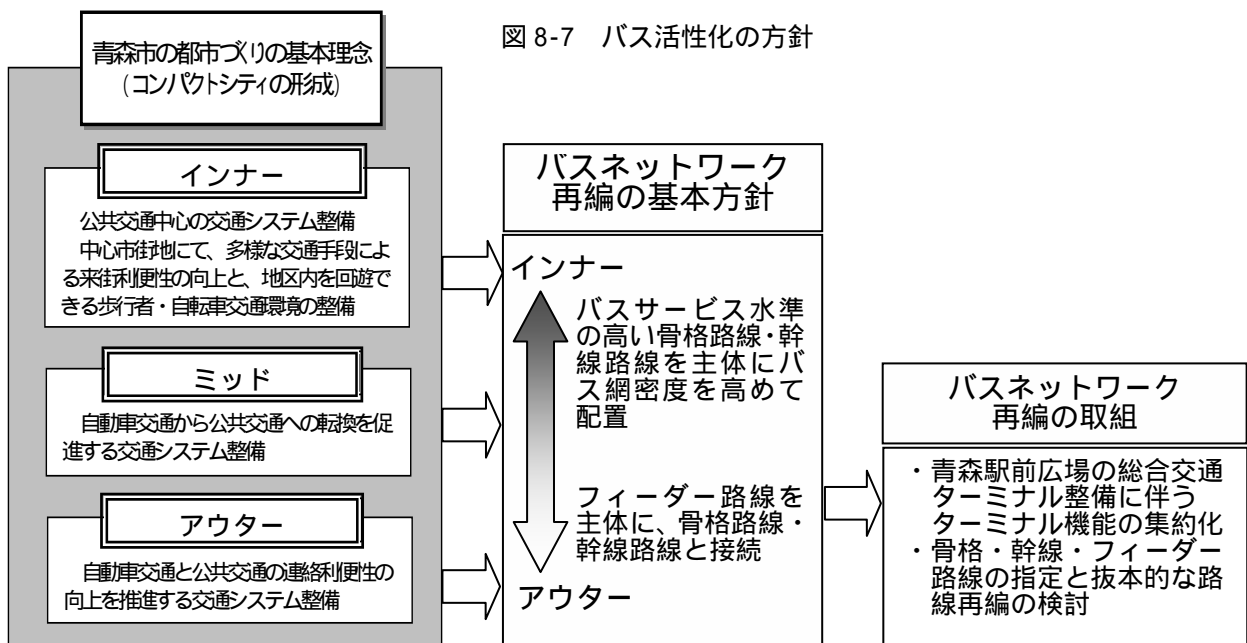 図 8-7 バス活性化の方針
青森市の都市づくりの基本理念
(コンパクトシティの形成)
インナー
公共交通中心の交通システム整備
中心市街地にて、多様な交通手段によ
る来街利便性の向上と、地区内を回遊で
きる歩行者・自転車交通環境の整備
ミッド
自動車交通から公共交通への転換を促
進する交通システム整備
アウター
自動車交通と公共交通の連絡利便性の
向上を推進する交通システム整備
バスネットワーク
再編の基本方針
インナー
バスサービス水準
の高い骨格路線・幹
線路線を主体にバ
ス網密度を高めて
配置
フィーダー路線を
主体に、骨格路線・
幹線路線と接続
アウター
バスネットワーク
再編の取組
・青森駅前広場の総合交通
ターミナル整備に伴う
ターミナル機能の集約化
・骨格・幹線・フィーダー
路線の指定と抜本的な路
線再編の検討